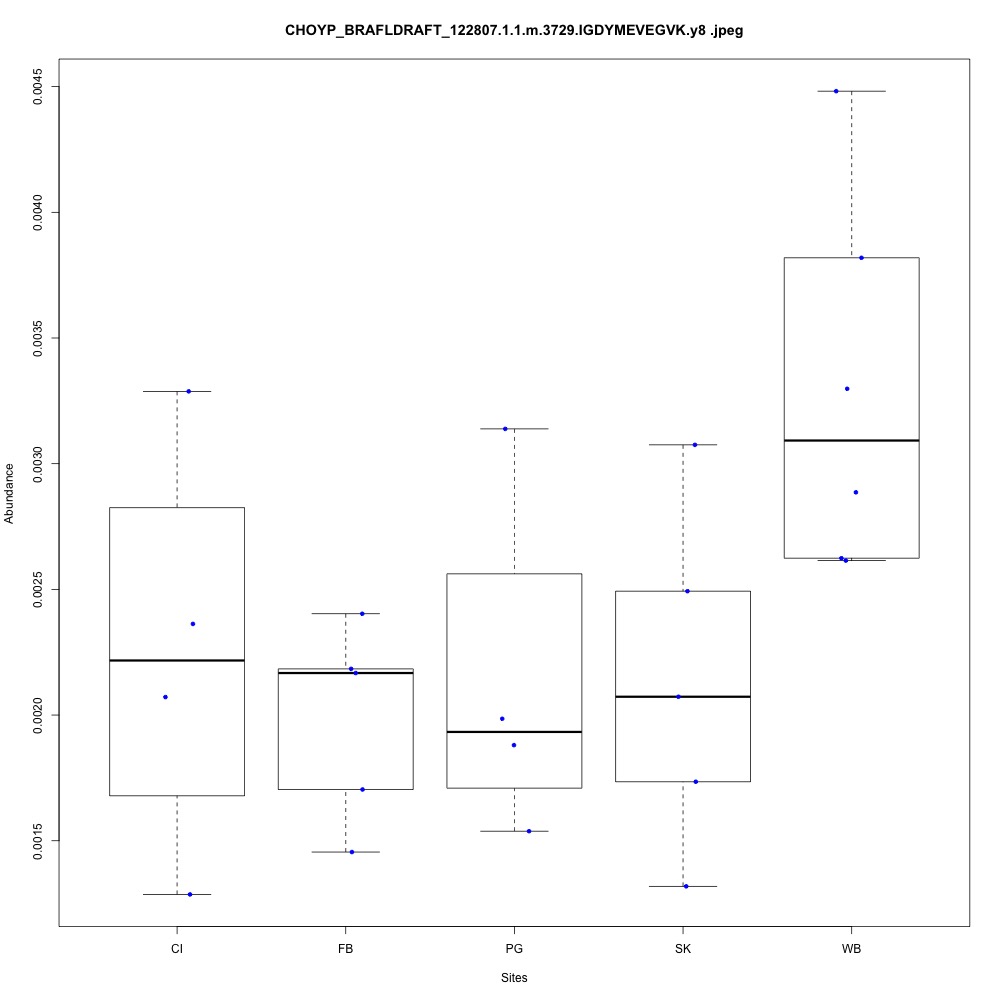 CHOYP_BRAFLDRAFT_122807.1.1.m.3729.IGDYMEVEGVK.y8 .jpeg
Abundance
0.0045
0.0040
0.0035
0.0030
0.0025
0.0020
0.0015
CI FB PG SK WB
Sites